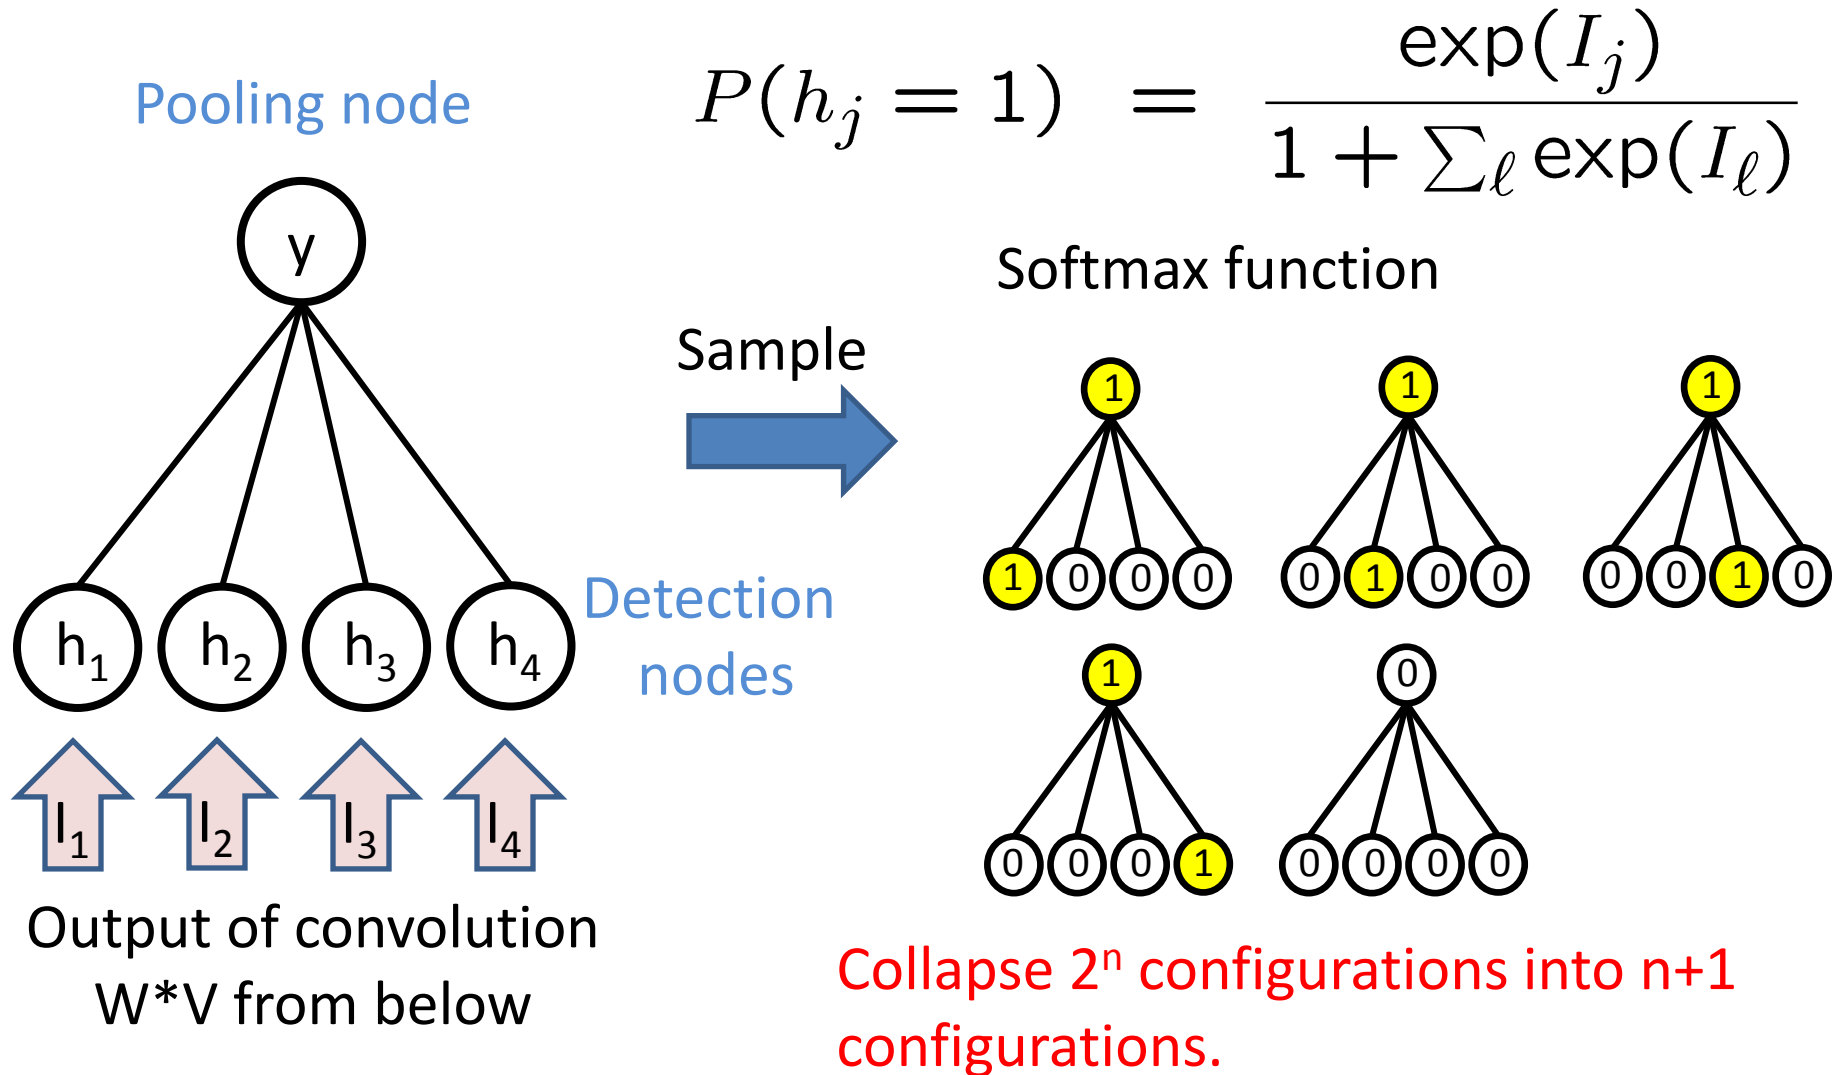 Pooling node
P(h_j = 1) = exp(I_j) / (1 + ∑_ℓ exp(I_ℓ))
y
Softmax function
Sample
1 1 1
h1 h2 h3 h4
Detection
nodes
1 0 0 0 0 1 0 0 0 0 1 0
1 0
I1 I2 I3 I4
0 0 0 1 0 0 0 0
Output of convolution
W*V from below
Collapse 2ⁿ configurations into n+1
configurations.